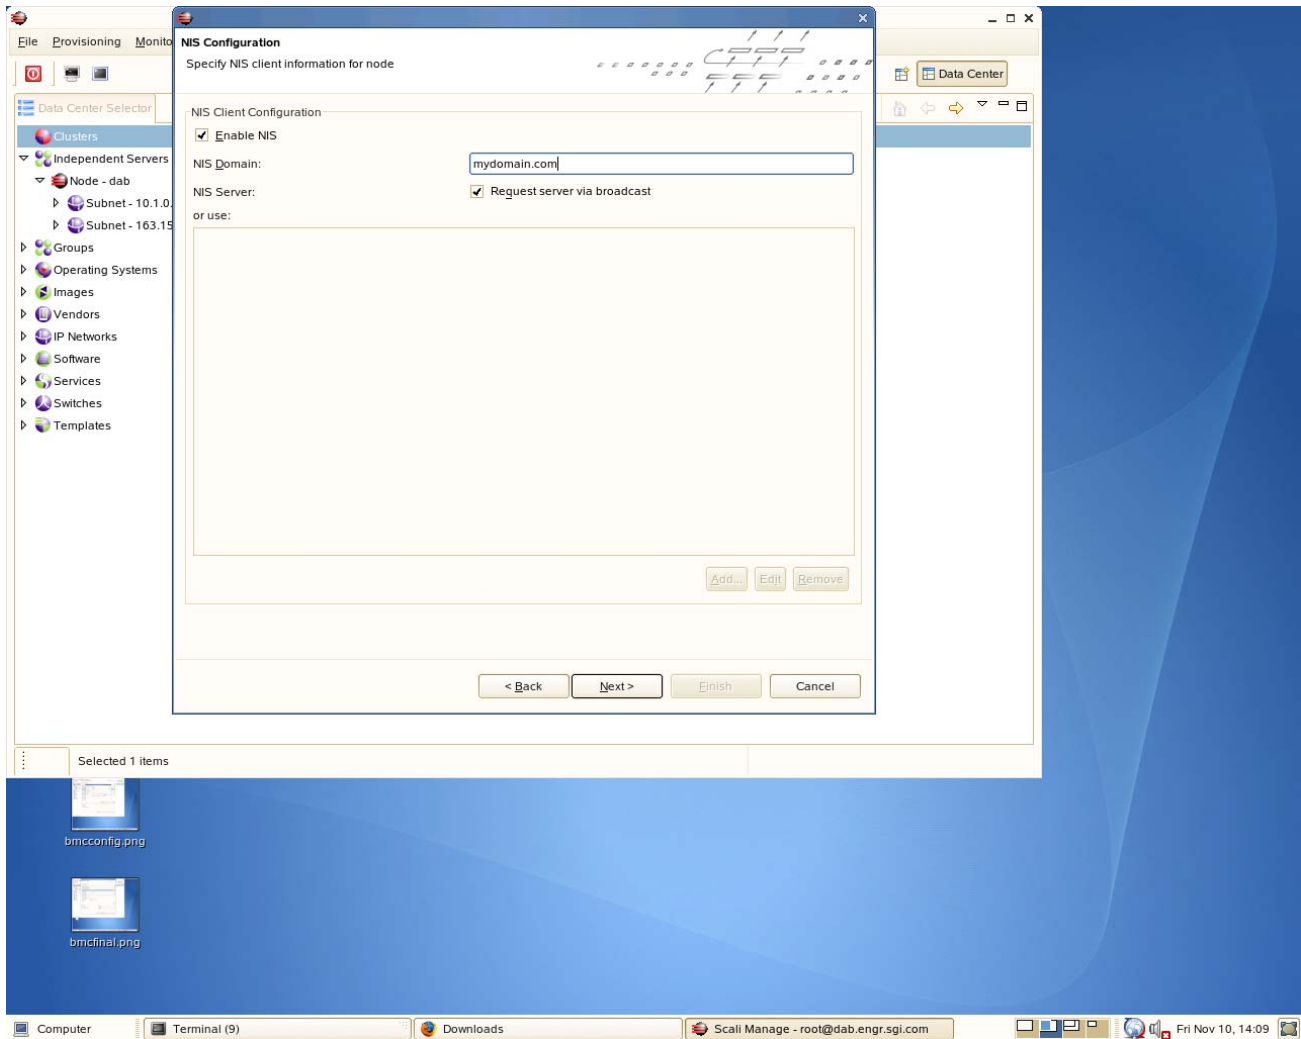 File Provisioning Monito
NIS Configuration
Specify NIS client information for node
Data Center
Data Center Selector
NIS Client Configuration
Clusters
Enable NIS
Independent Servers
NIS Domain:
mydomain.com
Node - dab
NIS Server:
Request server via broadcast
Subnet - 10.1.0.
or use:
Subnet - 163.15
Groups
Operating Systems
Images
Vendors
IP Networks
Software
Services
Switches
Templates
Add... Edit Remove
< Back Next > Finish Cancel
Selected 1 items
bmcconfig.png
bmcfinal.png
Computer Terminal (9) Downloads Scali Manage - root@dab.engr.sgi.com Fri Nov 10, 14:09